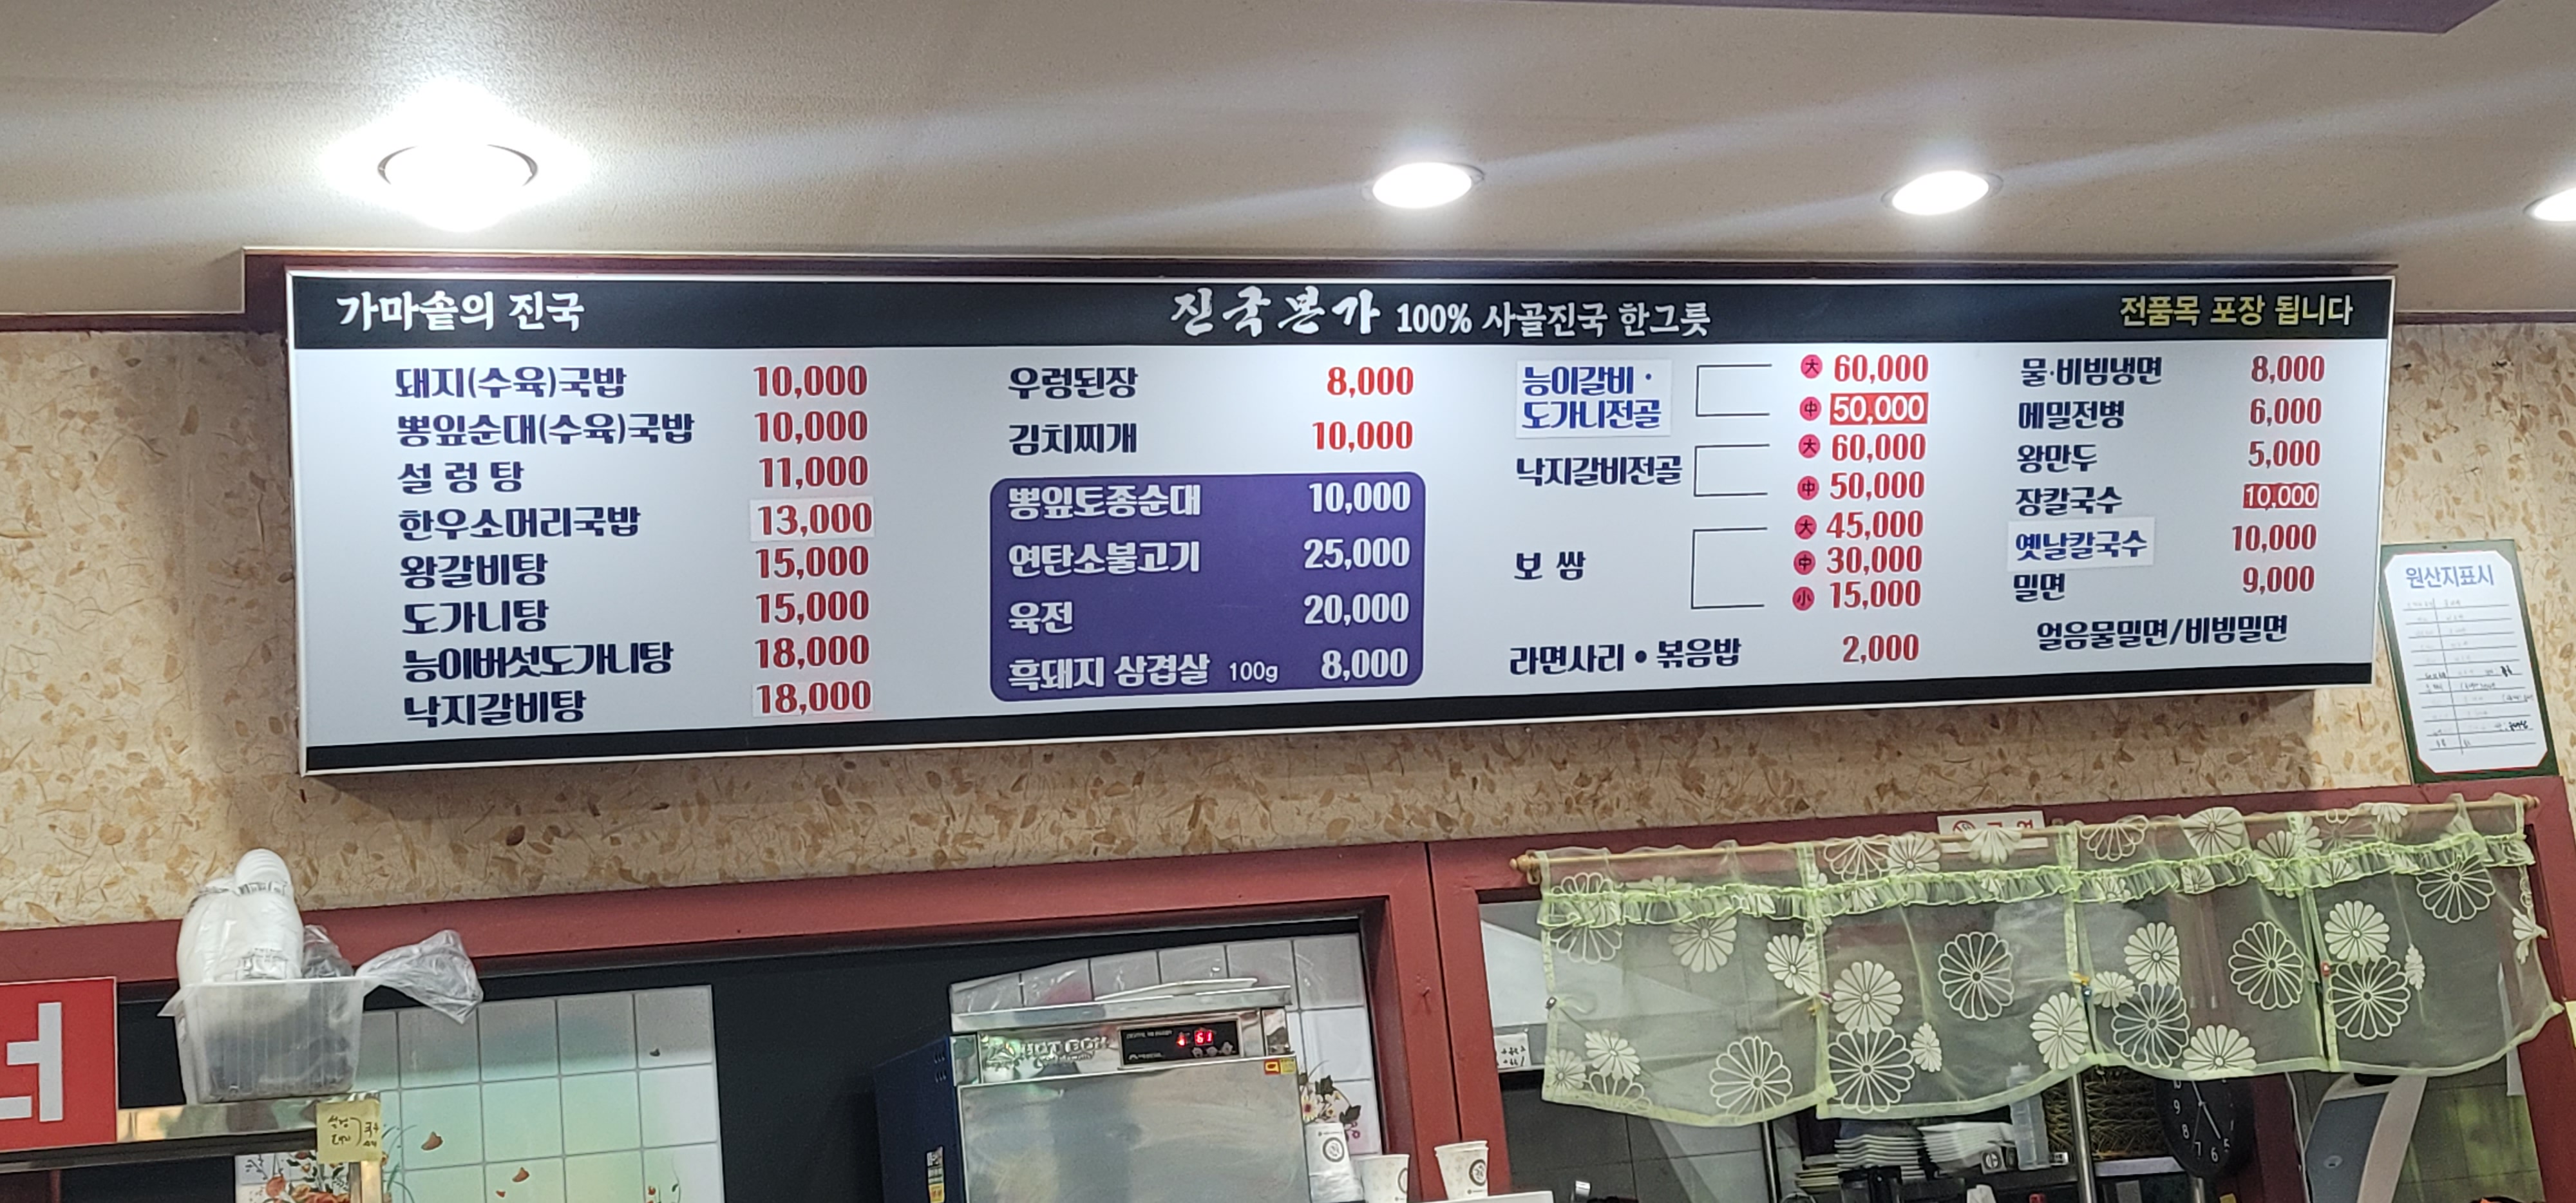 가마솥의 진국
진국본가 100% 사골진국 한그릇
전품목 포장 됩니다
돼지(수육)국밥 10,000
뽕잎순대(수육)국밥 10,000
설렁탕 11,000
한우소머리국밥 13,000
왕갈비탕 15,000
도가니탕 15,000
능이버섯도가니탕 18,000
낙지갈비탕 18,000
우렁된장 8,000
김치찌개 10,000
뽕잎토종순대 10,000
연탄소불고기 25,000
육전 20,000
흑돼지 삼겹살 100g 8,000
능이갈비·
도가니전골
大 60,000
中 50,000
낙지갈비전골
大 60,000
中 50,000
보쌈
大 45,000
中 30,000
小 15,000
라면사리 • 볶음밥 2,000
물·비빔냉면 8,000
메밀전병 6,000
왕만두 5,000
장칼국수 10,000
옛날칼국수 10,000
밀면 9,000
얼음물밀면/비빔밀면
원산지표시
61